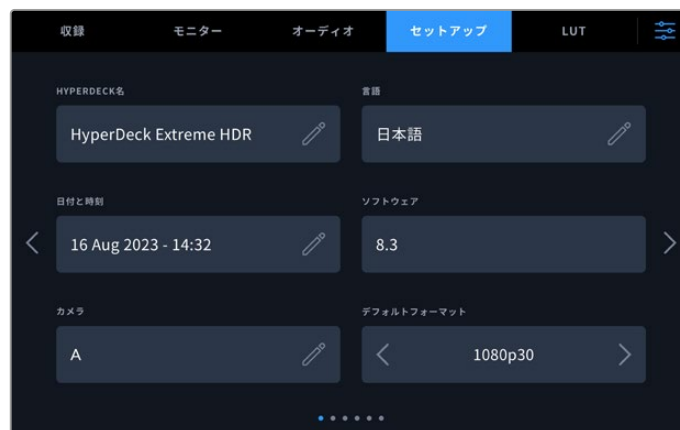 収録 モニター オーディオ セットアップ LUT
HYPERDECK名 言語
HyperDeck Extreme HDR 日本語
日付と時刻 ソフトウェア
16 Aug 2023 - 14:32 8.3
カメラ デフォルトフォーマット
A 1080p30